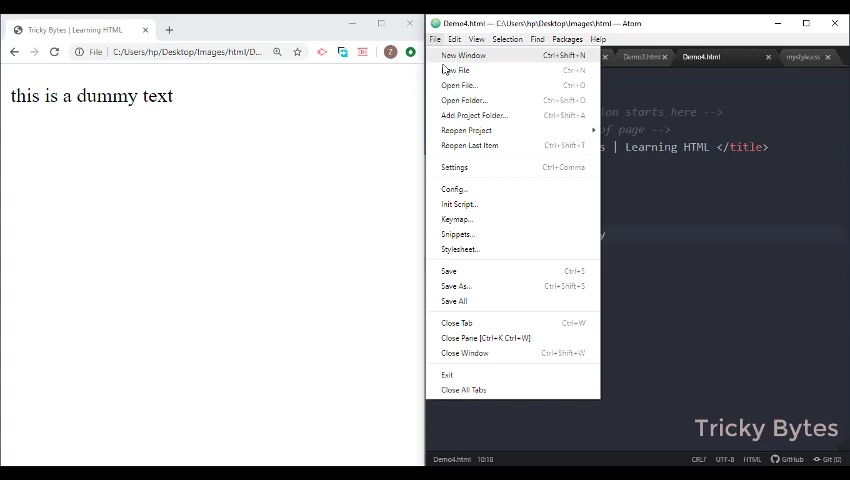 Tricky Bytes | Learning HTML
File
C:/Users/hp/Desktop/Images/html/D...
Z
this is a dummy text
Demo4.html — C:\Users\hp\Desktop\Images\html — Atom
File Edit View Selection Find Packages Help
New Window Ctrl+Shift+N
New File Ctrl+N
Open File... Ctrl+O
Open Folder... Ctrl+Shift+O
Add Project Folder... Ctrl+Shift+A
Reopen Project
Reopen Last Item Ctrl+Shift+T
Settings Ctrl+Comma
Config...
Init Script...
Keymap...
Snippets...
Stylesheet...
Save Ctrl+S
Save As... Ctrl+Shift+S
Save All
Close Tab Ctrl+W
Close Pane [Ctrl+K Ctrl+W]
Close Window Ctrl+Shift+W
Exit
Close All Tabs
Demo2.html Demo4.html mystyle.css
ion starts here -->
of page -->
s | Learning HTML </title>
y
Tricky Bytes
Demo4.html 10:18 CRLF UTF-8 HTML GitHub Git (0)